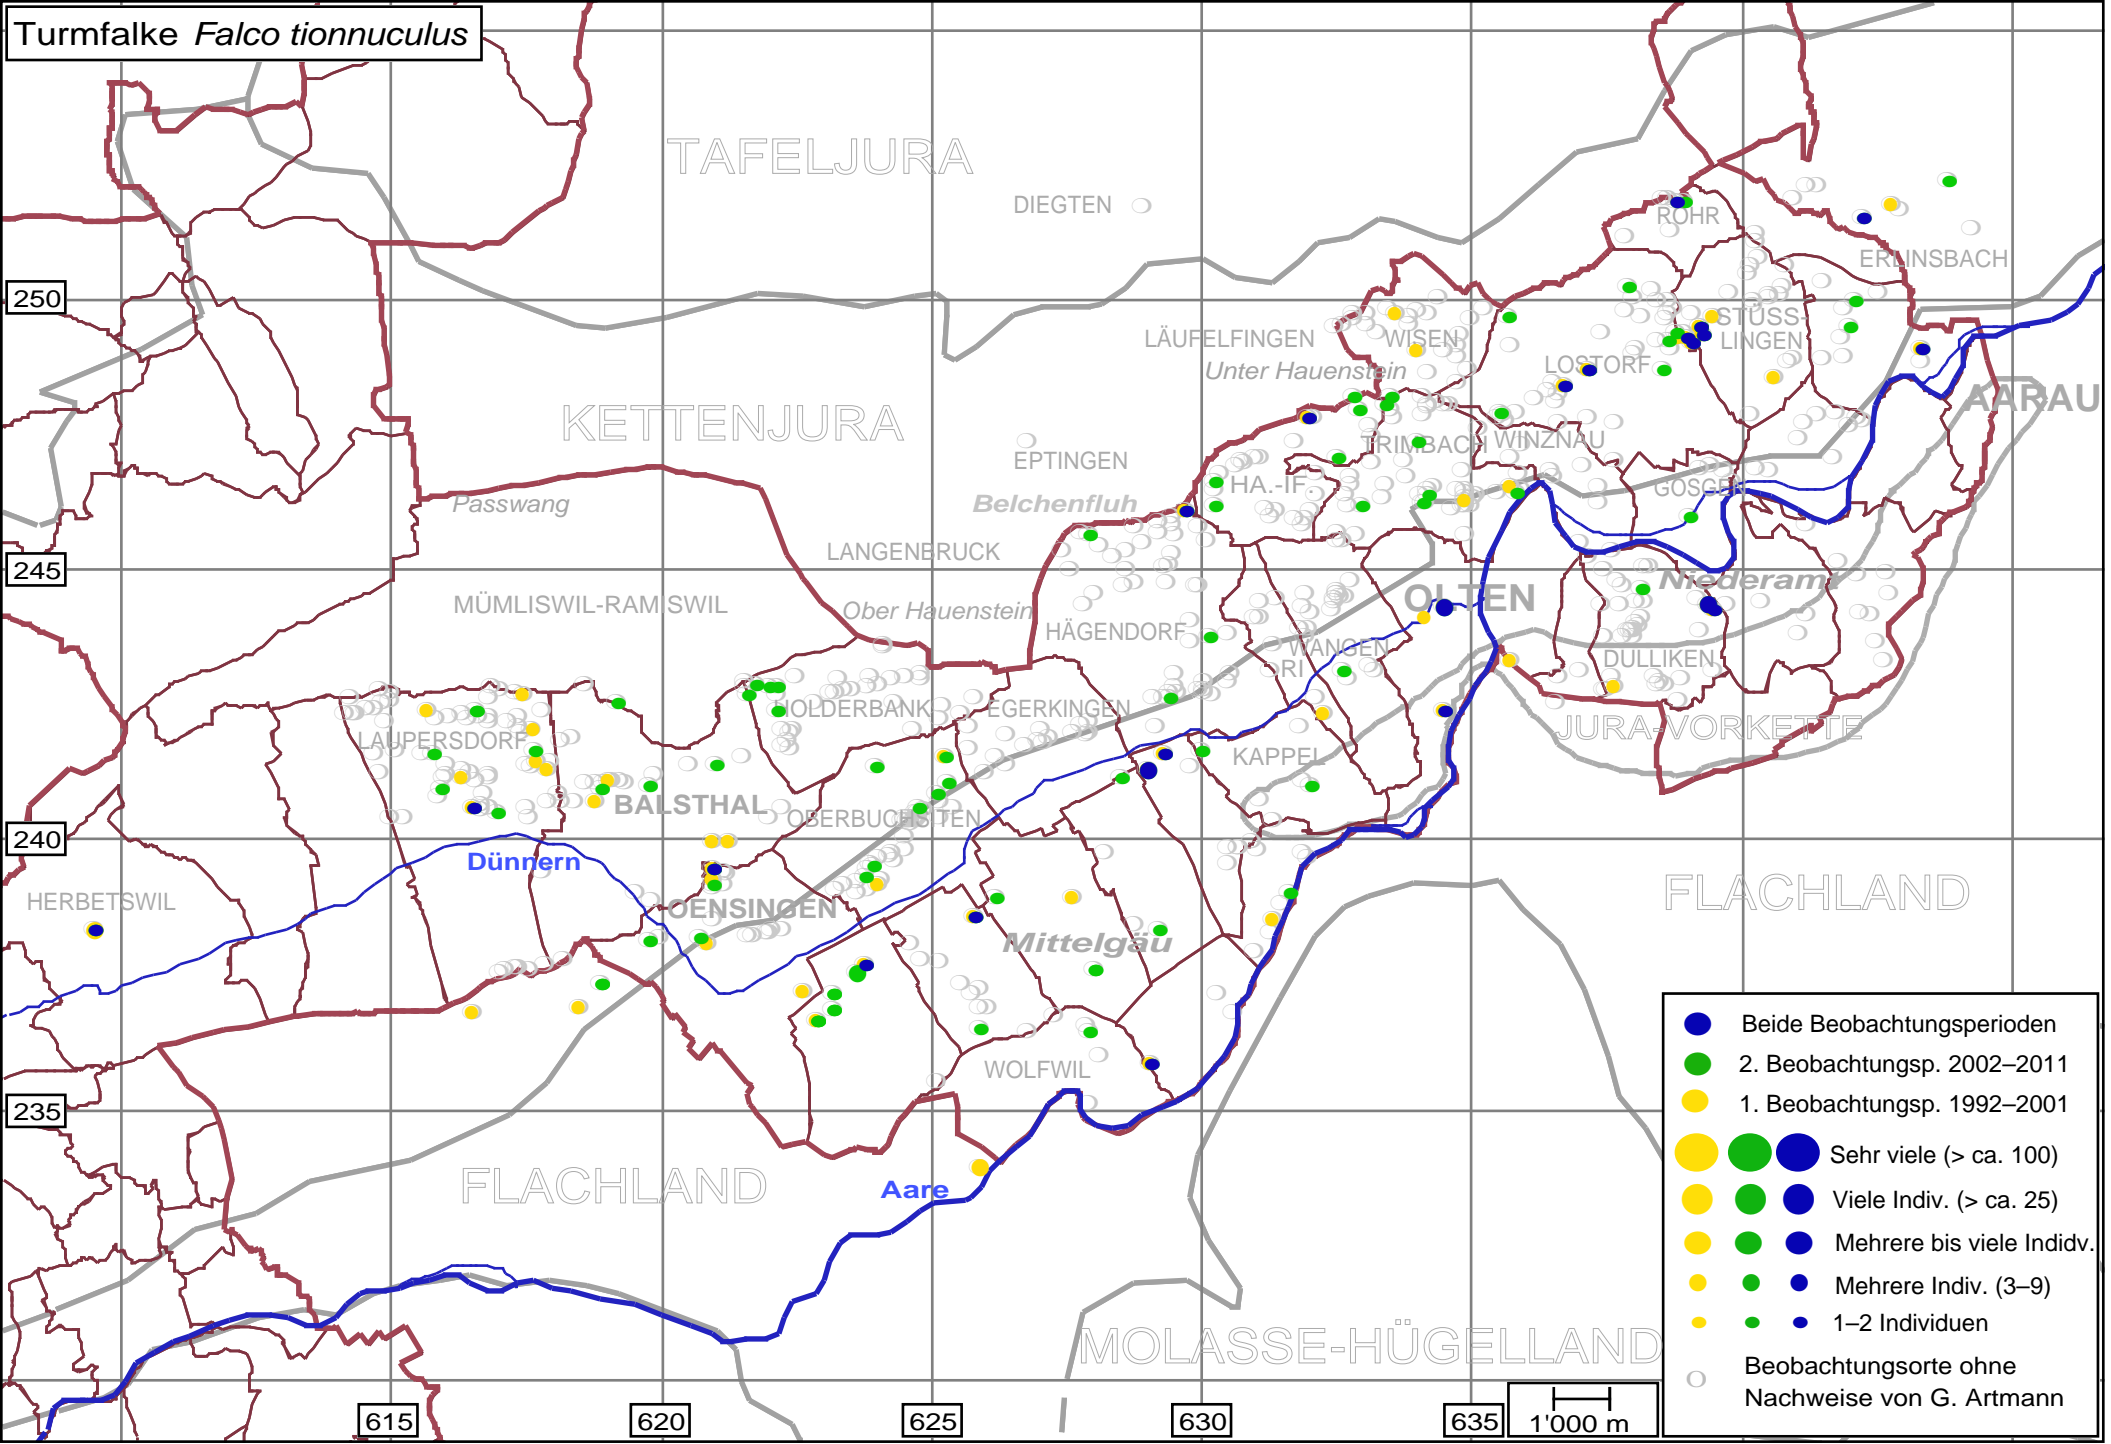 Turmfalke Falco tionnuculus
TAFELJURA
DIEGTEN
ROHR
ERLINSBACH
250
LÄUFELFINGEN
WISEN
STÜSS-
LINGEN
Unter Hauenstein
LOSTORF
AARAU
KETTENJURA
EPTINGEN
TRIMBACH
WINZNAU
HA.-IF.
GÖSGEN
Passwang
Belchenfluh
LANGENBRUCK
245
Niederamt
MÜMLISWIL-RAMISWIL
Ober Hauenstein
OLTEN
HÄGENDORF
WANGEN
RI
DULLIKEN
HOLDERBANK
EGERKINGEN
JURA-VORKETTE
LAUPERSDORF
KAPPEL
BALSTHAL
OBERBUCHSITEN
240
Dünnern
HERBETSWIL
OENSINGEN
FLACHLAND
Mittelgäu
WOLFWIL
235
FLACHLAND
Aare
MOLASSE-HÜGELLAND
615
620
625
630
635
1'000 m
Beide Beobachtungsperioden
2. Beobachtungsp. 2002–2011
1. Beobachtungsp. 1992–2001
Sehr viele (> ca. 100)
Viele Indiv. (> ca. 25)
Mehrere bis viele Indidv.
Mehrere Indiv. (3–9)
1–2 Individuen
Beobachtungsorte ohne
Nachweise von G. Artmann